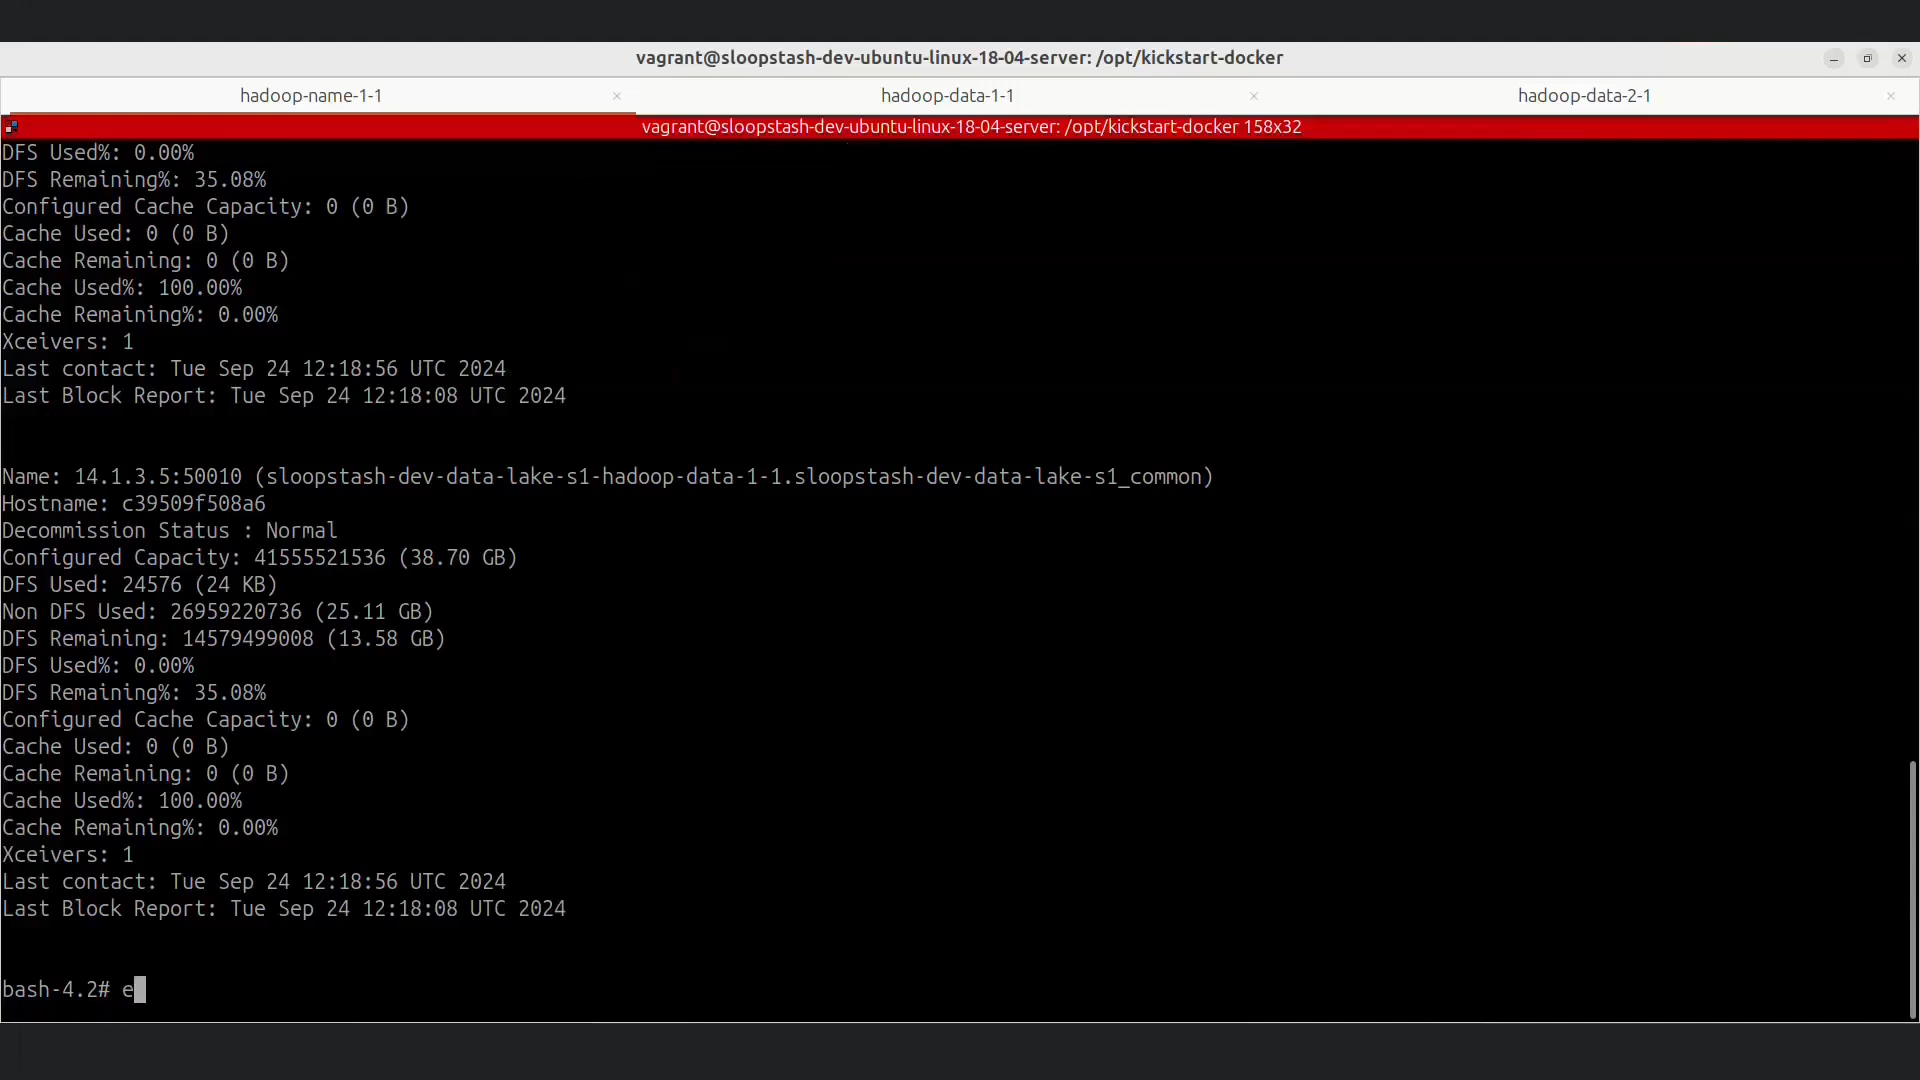 vagrant@sloopstash-dev-ubuntu-linux-18-04-server: /opt/kickstart-docker
hadoop-name-1-1
hadoop-data-1-1
hadoop-data-2-1
vagrant@sloopstash-dev-ubuntu-linux-18-04-server: /opt/kickstart-docker 158x32
DFS Used%: 0.00%
DFS Remaining%: 35.08%
Configured Cache Capacity: 0 (0 B)
Cache Used: 0 (0 B)
Cache Remaining: 0 (0 B)
Cache Used%: 100.00%
Cache Remaining%: 0.00%
Xceivers: 1
Last contact: Tue Sep 24 12:18:56 UTC 2024
Last Block Report: Tue Sep 24 12:18:08 UTC 2024
Name: 14.1.3.5:50010 (sloopstash-dev-data-lake-s1-hadoop-data-1-1.sloopstash-dev-data-lake-s1_common)
Hostname: c39509f508a6
Decommission Status : Normal
Configured Capacity: 41555521536 (38.70 GB)
DFS Used: 24576 (24 KB)
Non DFS Used: 26959220736 (25.11 GB)
DFS Remaining: 14579499008 (13.58 GB)
DFS Used%: 0.00%
DFS Remaining%: 35.08%
Configured Cache Capacity: 0 (0 B)
Cache Used: 0 (0 B)
Cache Remaining: 0 (0 B)
Cache Used%: 100.00%
Cache Remaining%: 0.00%
Xceivers: 1
Last contact: Tue Sep 24 12:18:56 UTC 2024
Last Block Report: Tue Sep 24 12:18:08 UTC 2024
bash-4.2# e